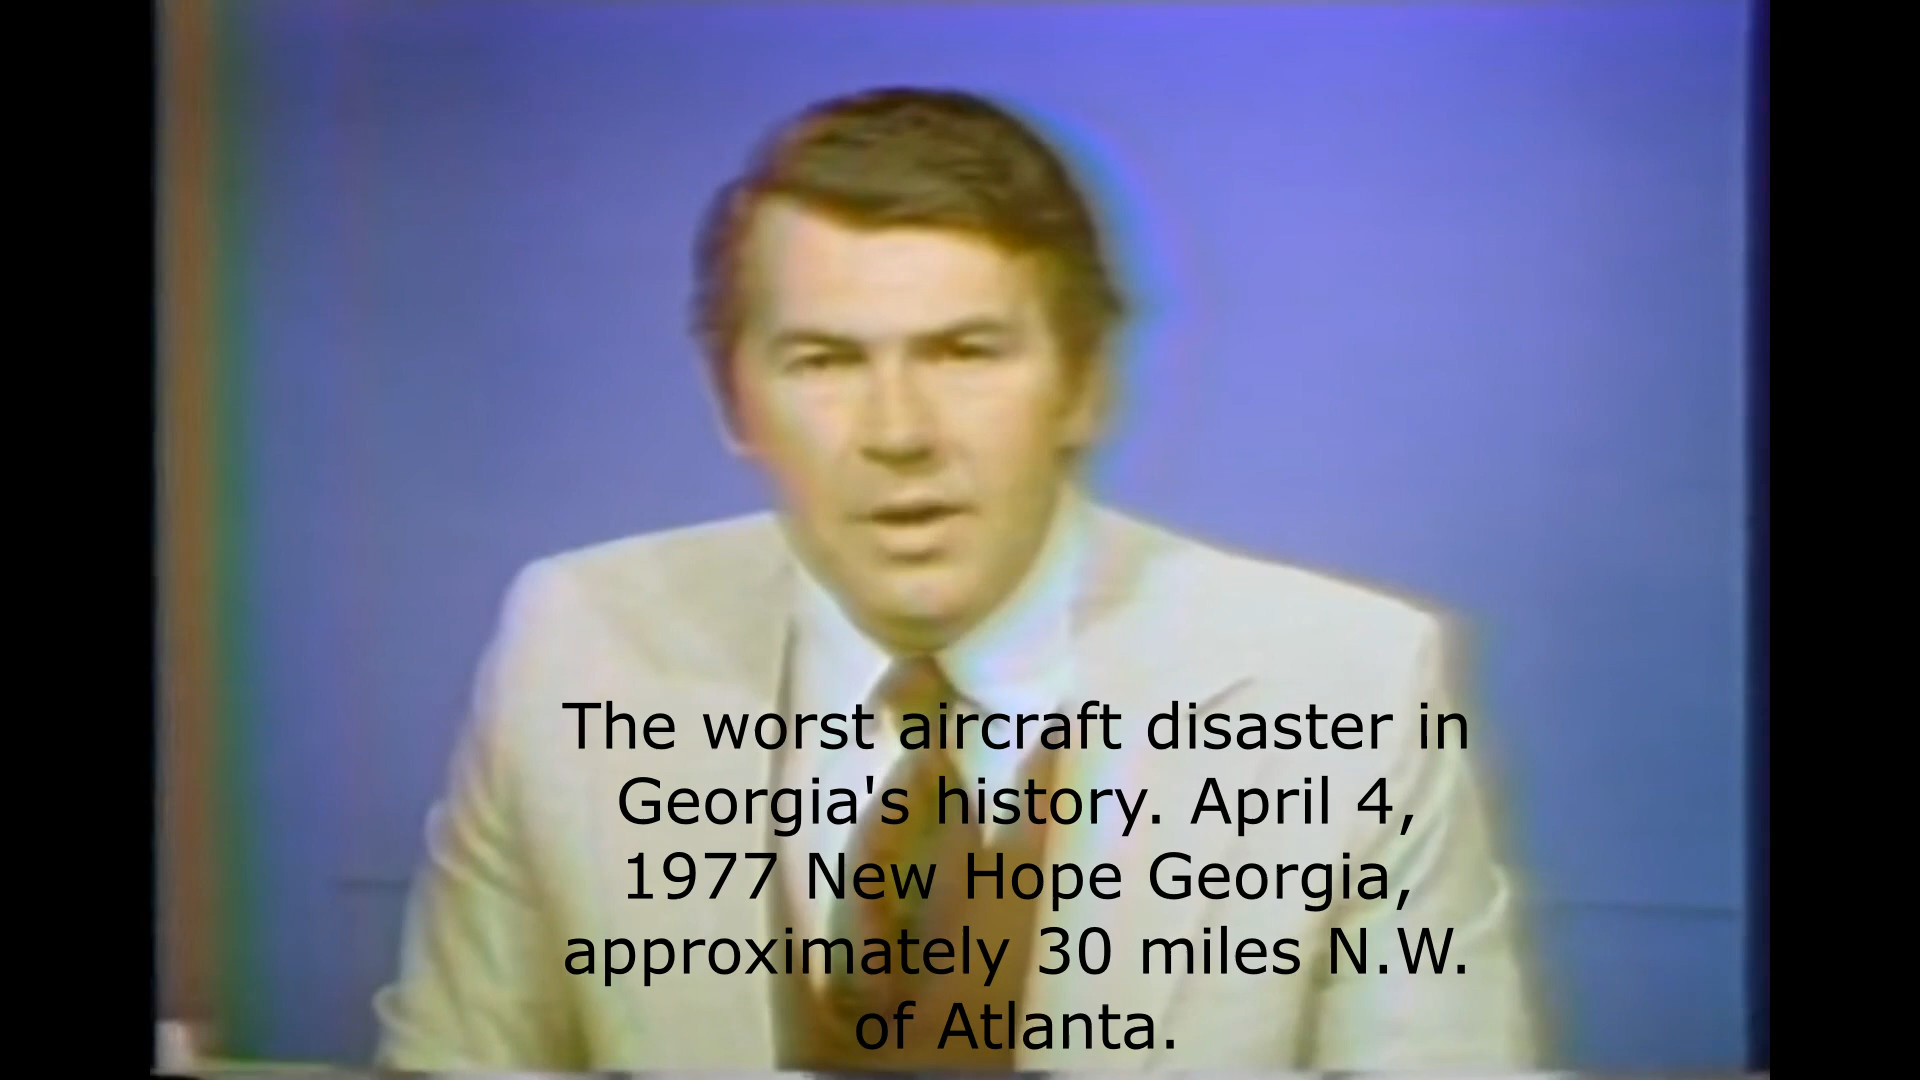 The worst aircraft disaster in
Georgia's history. April 4,
1977 New Hope Georgia,
approximately 30 miles N.W.
of Atlanta.